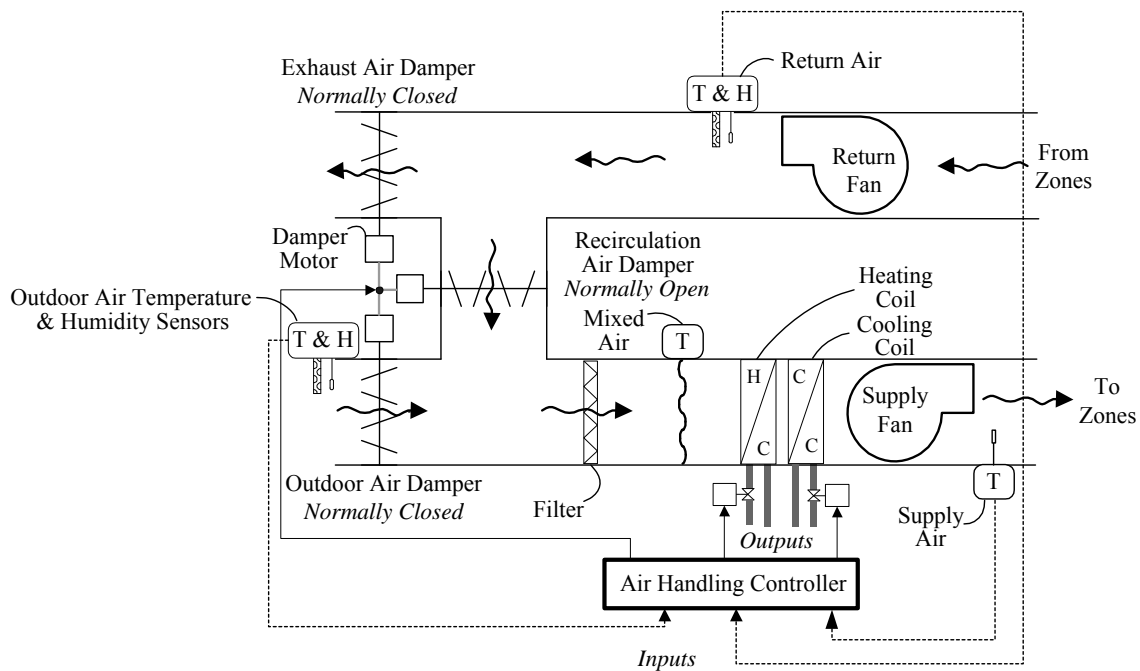 Return Air
Exhaust Air Damper
Normally Closed
T & H
Return
Fan
From
Zones
Damper
Motor
Recirculation
Air Damper
Normally Open
Heating
Coil
Outdoor Air Temperature
& Humidity Sensors
Mixed
Air
Cooling
Coil
T & H
T
H
C
C
C
Supply
Fan
To
Zones
Outdoor Air Damper
Normally Closed
Filter
T
Supply
Air
Outputs
Air Handling Controller
Inputs